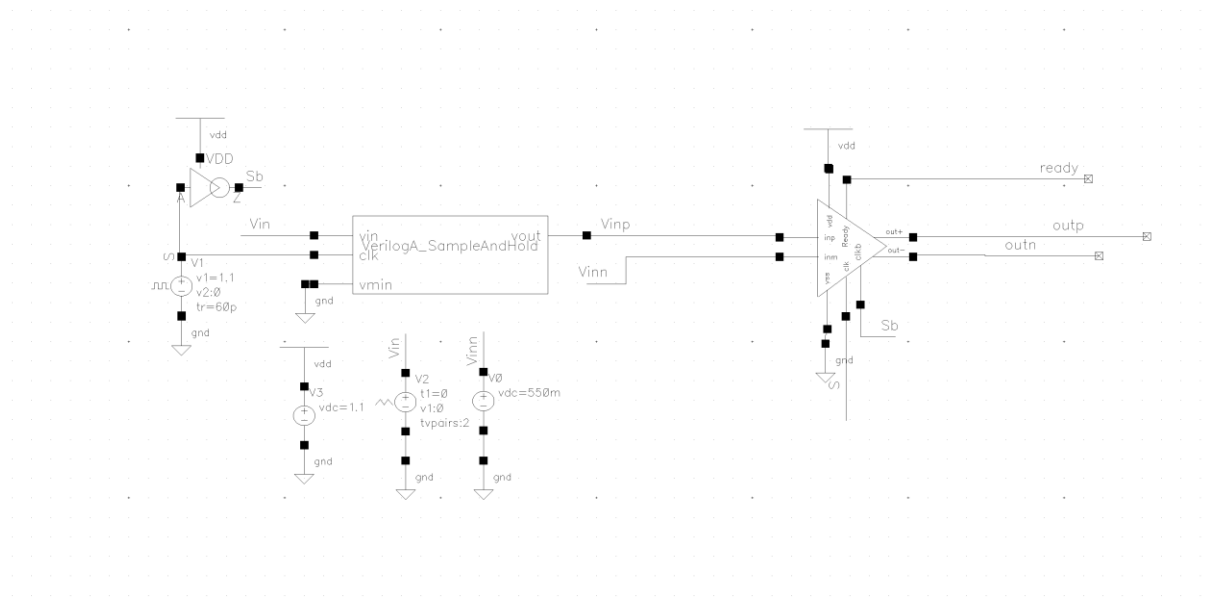 vdd
VDD
Sb
A
Z
S
V1
v1=1.1
v2:0
tr=60p
gnd
Vin
vin
VerilogA_SampleAndHold
clk
vmin
vout
gnd
Vinp
Vinn
vdd
ready
vdd
Ready
inp
inm
clk
clkb
vss
out+
out-
outp
outn
Sb
gnd
S
vdd
V3
vdc=1.1
gnd
Vin
V2
t1=0
v1:0
tvpairs:2
gnd
Vinn
V0
vdc=550m
gnd